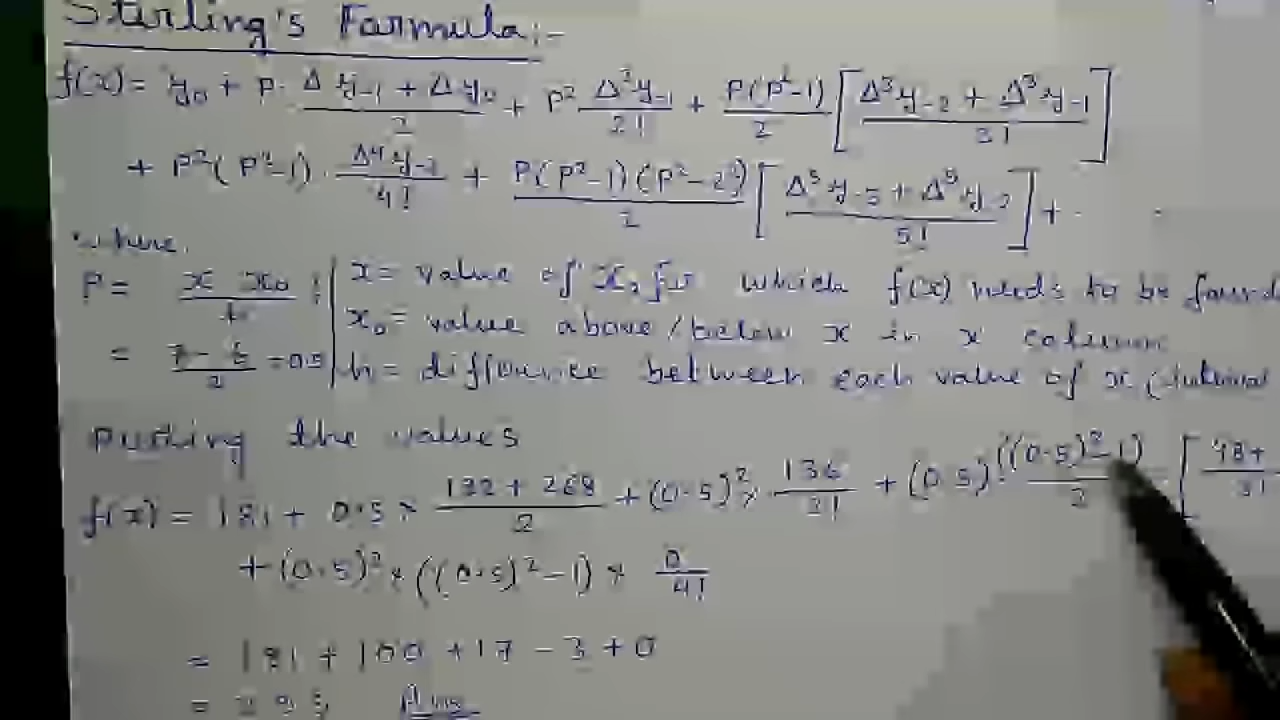 Stirling's Formula:-
f(x) = y₀ + P · (Δy₋₁ + Δy₀)/2 + P² Δ²y₋₁/2! + P(P²-1)/2 [(Δ³y₋₂ + Δ³y₋₁)/3!]
+ P²(P²-1) · Δ⁴y₋₂/4! + P(P²-1)(P²-2²)/2 [(Δ⁵y₋₃ + Δ⁵y₋₂)/5!] + ·
where,
P = x x₀/h ; x = value of x, for which f(x) needs to be found
x₀ = value above/below x in x column
= 7-6/2 = 0.5 h = difference between each value of x (interval
putting the values
f(x) = 181 + 0.5 × (132 + 268)/2 + (0.5)² × 136/2! + (0.5) · ((0.5)²-1)/2 [48+/3!
+ (0.5)² × ((0.5)²-1) × 0/4!
= 181 + 100 + 17 - 3 + 0
= 295 Ans